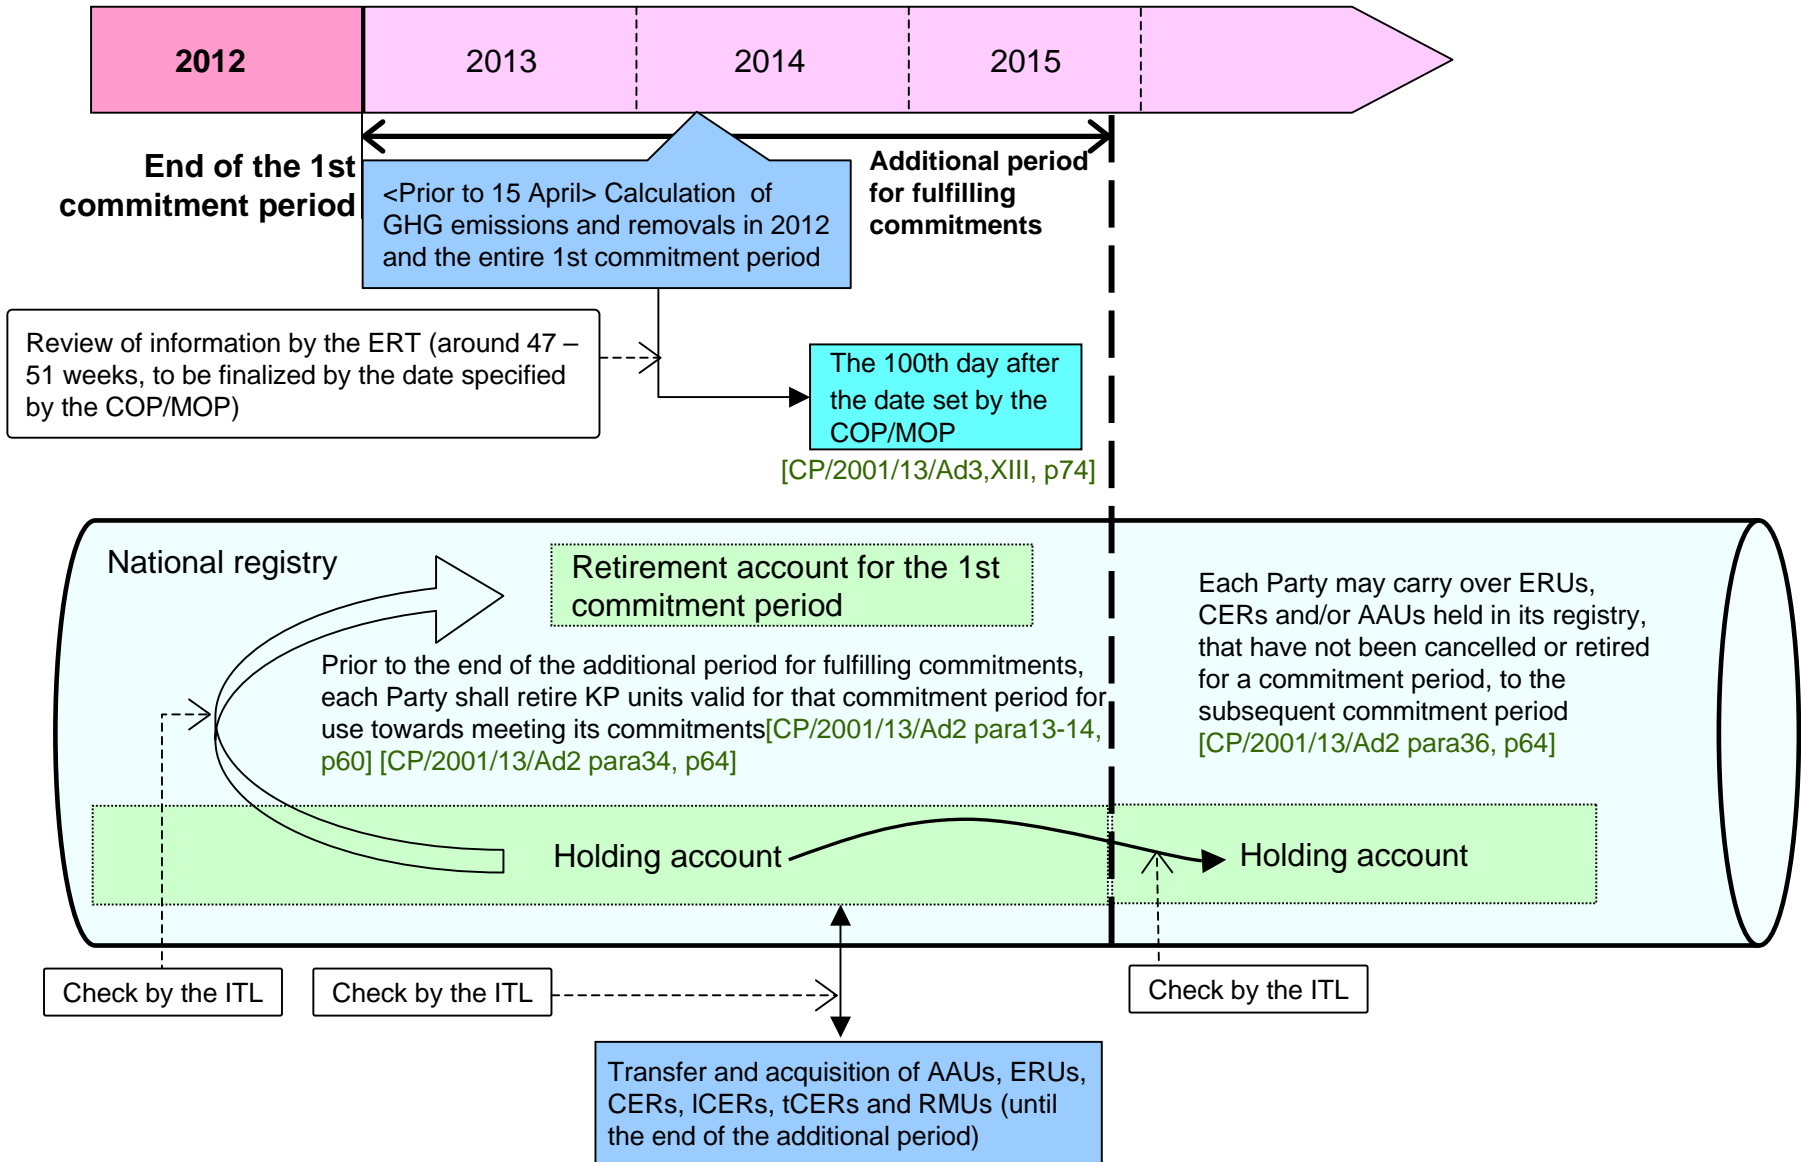 2012
2013
2014
2015
End of the 1st
commitment period
<Prior to 15 April> Calculation of
GHG emissions and removals in 2012
and the entire 1st commitment period
Additional period
for fulfilling
commitments
Review of information by the ERT (around 47 –
51 weeks, to be finalized by the date specified
by the COP/MOP)
The 100th day after
the date set by the
COP/MOP
[CP/2001/13/Ad3,XIII, p74]
National registry
Retirement account for the 1st
commitment period
Prior to the end of the additional period for fulfilling commitments,
each Party shall retire KP units valid for that commitment period for
use towards meeting its commitments[CP/2001/13/Ad2 para13-14,
p60] [CP/2001/13/Ad2 para34, p64]
Each Party may carry over ERUs,
CERs and/or AAUs held in its registry,
that have not been cancelled or retired
for a commitment period, to the
subsequent commitment period
[CP/2001/13/Ad2 para36, p64]
Holding account
Holding account
Check by the ITL
Check by the ITL
Check by the ITL
Transfer and acquisition of AAUs, ERUs,
CERs, lCERs, tCERs and RMUs (until
the end of the additional period)